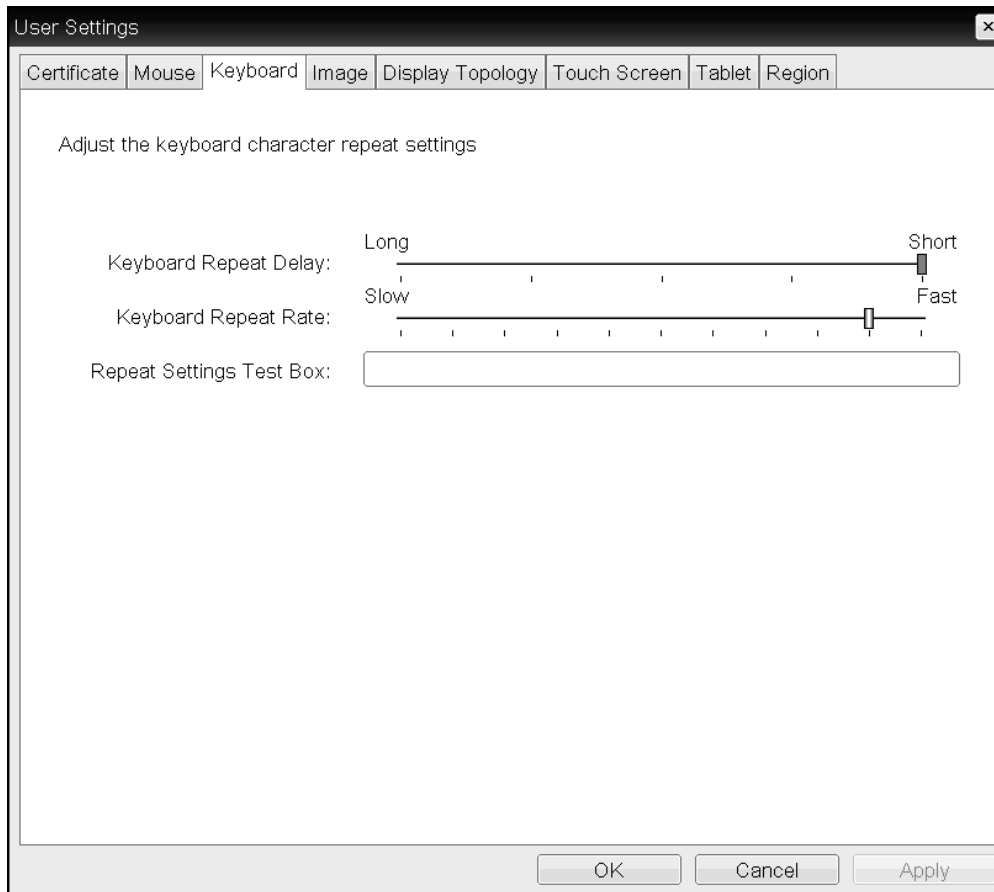 User Settings
Certificate Mouse Keyboard Image Display Topology Touch Screen Tablet Region
Adjust the keyboard character repeat settings
Long Short
Keyboard Repeat Delay:
Slow Fast
Keyboard Repeat Rate:
Repeat Settings Test Box:
OK Cancel Apply